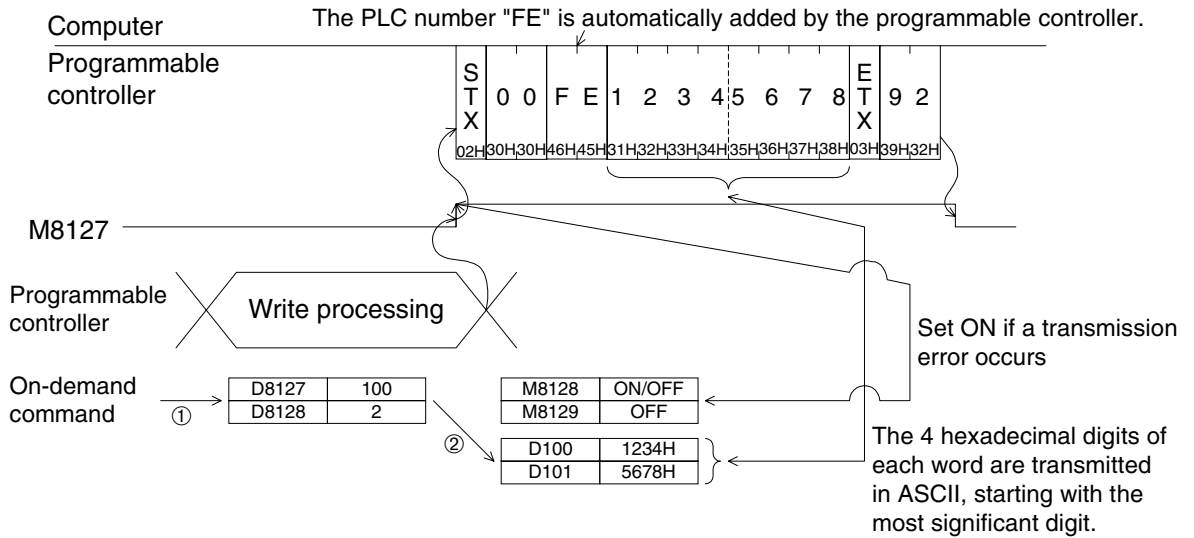 The PLC number "FE" is automatically added by the programmable controller.
Computer
Programmable
controller
STX 0 0 F E 1 2 3 4 5 6 7 8 ETX 9 2
02H 30H 30H 46H 45H 31H 32H 33H 34H 35H 36H 37H 38H 03H 39H 32H
M8127
Programmable
controller
Write processing
Set ON if a transmission
error occurs
On-demand
command
①
D8127 100
D8128 2
②
M8128 ON/OFF
M8129 OFF
D100 1234H
D101 5678H
The 4 hexadecimal digits of
each word are transmitted
in ASCII, starting with the
most significant digit.